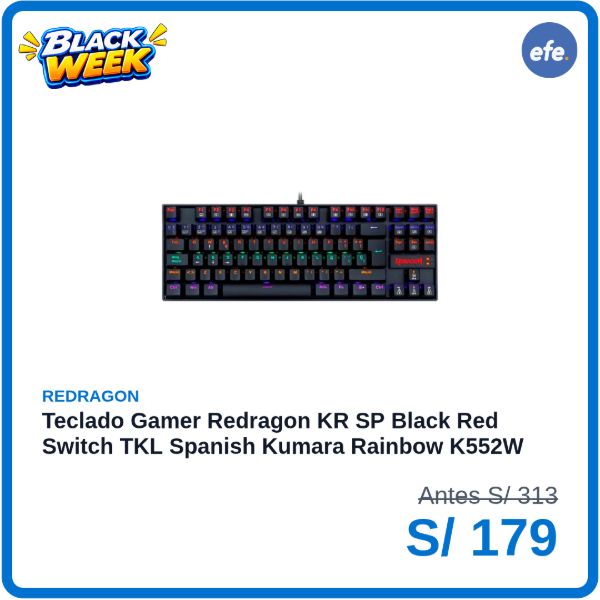 BLACK
WEEK
efe.
REDRAGON
Teclado Gamer Redragon KR SP Black Red
Switch TKL Spanish Kumara Rainbow K552W
Antes S/ 313
S/ 179